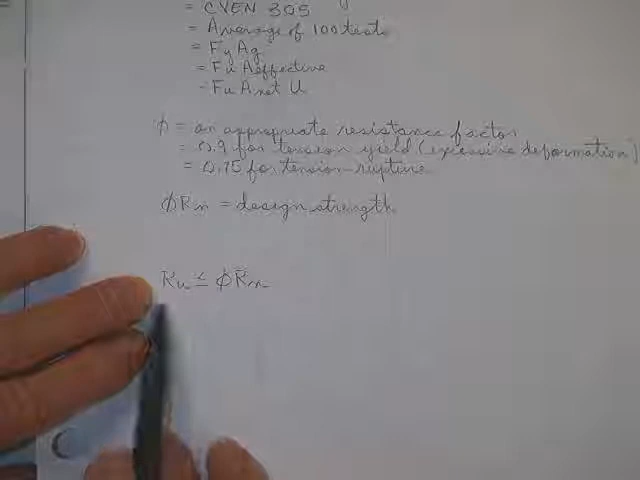 = CVEN 305
= Average of 100 tests
= Fy Ag
= Fu Aeffective
= Fu Anet U
ϕ = an appropriate resistance factor
= 0.9 for tension yield (excessive deformation)
= 0.75 for tension rupture
ϕRn = design strength
Ru ≤ ϕRn